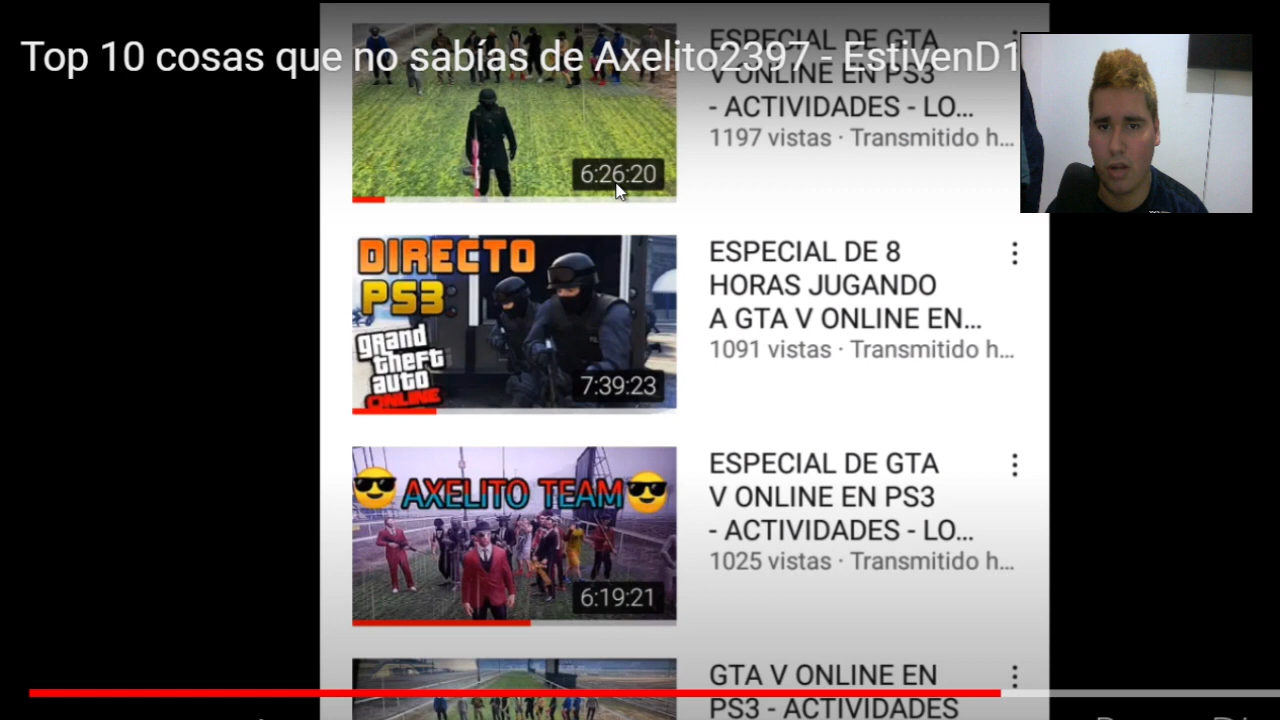 Top 10 cosas que no sabías de Axelito2397 - EstivenD1
ESPECIAL DE GTA
V ONLINE EN PS3
- ACTIVIDADES - LO...
1197 vistas · Transmitido h...
6:26:20
DIRECTO
PS3
grand
theft
auto
ONLINE
7:39:23
ESPECIAL DE 8
HORAS JUGANDO
A GTA V ONLINE EN...
1091 vistas · Transmitido h...
AXELITO TEAM
6:19:21
ESPECIAL DE GTA
V ONLINE EN PS3
- ACTIVIDADES - LO...
1025 vistas · Transmitido h...
GTA V ONLINE EN
PS3 - ACTIVIDADES